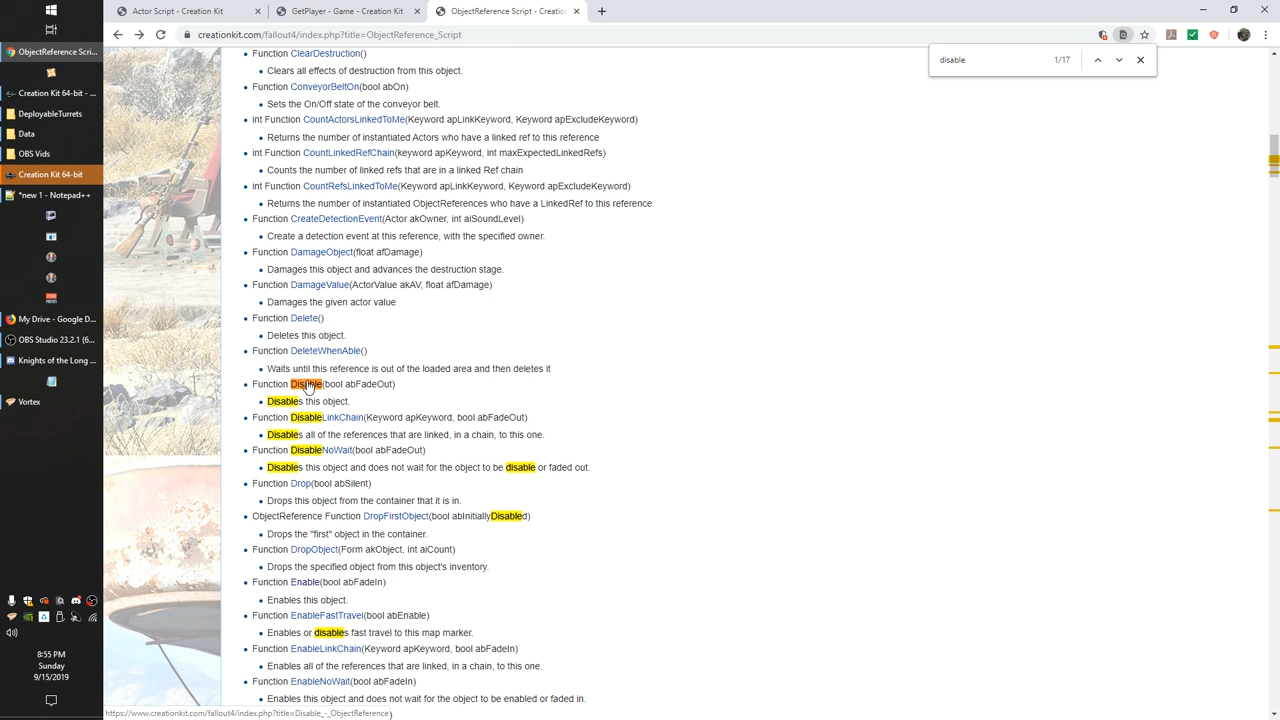 Actor Script - Creation Kit
GetPlayer - Game - Creation Kit
ObjectReference Script - Creatio
creationkit.com/fallout4/index.php?title=ObjectReference_Script
disable
1/17
ObjectReference Scri...
Creation Kit 64-bit - ...
DeployableTurrets
Data
OBS Vids
Creation Kit 64-bit
*new 1 - Notepad++
My Drive - Google D...
OBS Studio 23.2.1 (6...
Knights of the Long ...
Vortex
8:55 PM
Sunday
9/15/2019
Function ClearDestruction()
Clears all effects of destruction from this object.
Function ConveyorBeltOn(bool abOn)
Sets the On/Off state of the conveyor belt.
int Function CountActorsLinkedToMe(Keyword apLinkKeyword, Keyword apExcludeKeyword)
Returns the number of instantiated Actors who have a linked ref to this reference
int Function CountLinkedRefChain(keyword apKeyword, int maxExpectedLinkedRefs)
Counts the number of linked refs that are in a linked Ref chain
int Function CountRefsLinkedToMe(Keyword apLinkKeyword, Keyword apExcludeKeyword)
Returns the number of instantiated ObjectReferences who have a LinkedRef to this reference
Function CreateDetectionEvent(Actor akOwner, int aiSoundLevel)
Create a detection event at this reference, with the specified owner.
Function DamageObject(float afDamage)
Damages this object and advances the destruction stage.
Function DamageValue(ActorValue akAV, float afDamage)
Damages the given actor value
Function Delete()
Deletes this object.
Function DeleteWhenAble()
Waits until this reference is out of the loaded area and then deletes it
Function Disable(bool abFadeOut)
Disables this object.
Function DisableLinkChain(Keyword apKeyword, bool abFadeOut)
Disables all of the references that are linked, in a chain, to this one.
Function DisableNoWait(bool abFadeOut)
Disables this object and does not wait for the object to be disable or faded out.
Function Drop(bool abSilent)
Drops this object from the container that it is in.
ObjectReference Function DropFirstObject(bool abInitiallyDisabled)
Drops the "first" object in the container.
Function DropObject(Form akObject, int aiCount)
Drops the specified object from this object's inventory.
Function Enable(bool abFadeIn)
Enables this object.
Function EnableFastTravel(bool abEnable)
Enables or disables fast travel to this map marker.
Function EnableLinkChain(Keyword apKeyword, bool abFadeIn)
Enables all of the references that are linked, in a chain, to this one.
Function EnableNoWait(bool abFadeIn)
Enables this object and does not wait for the object to be enabled or faded in.
https://www.creationkit.com/fallout4/index.php?title=Disable_-_ObjectReference